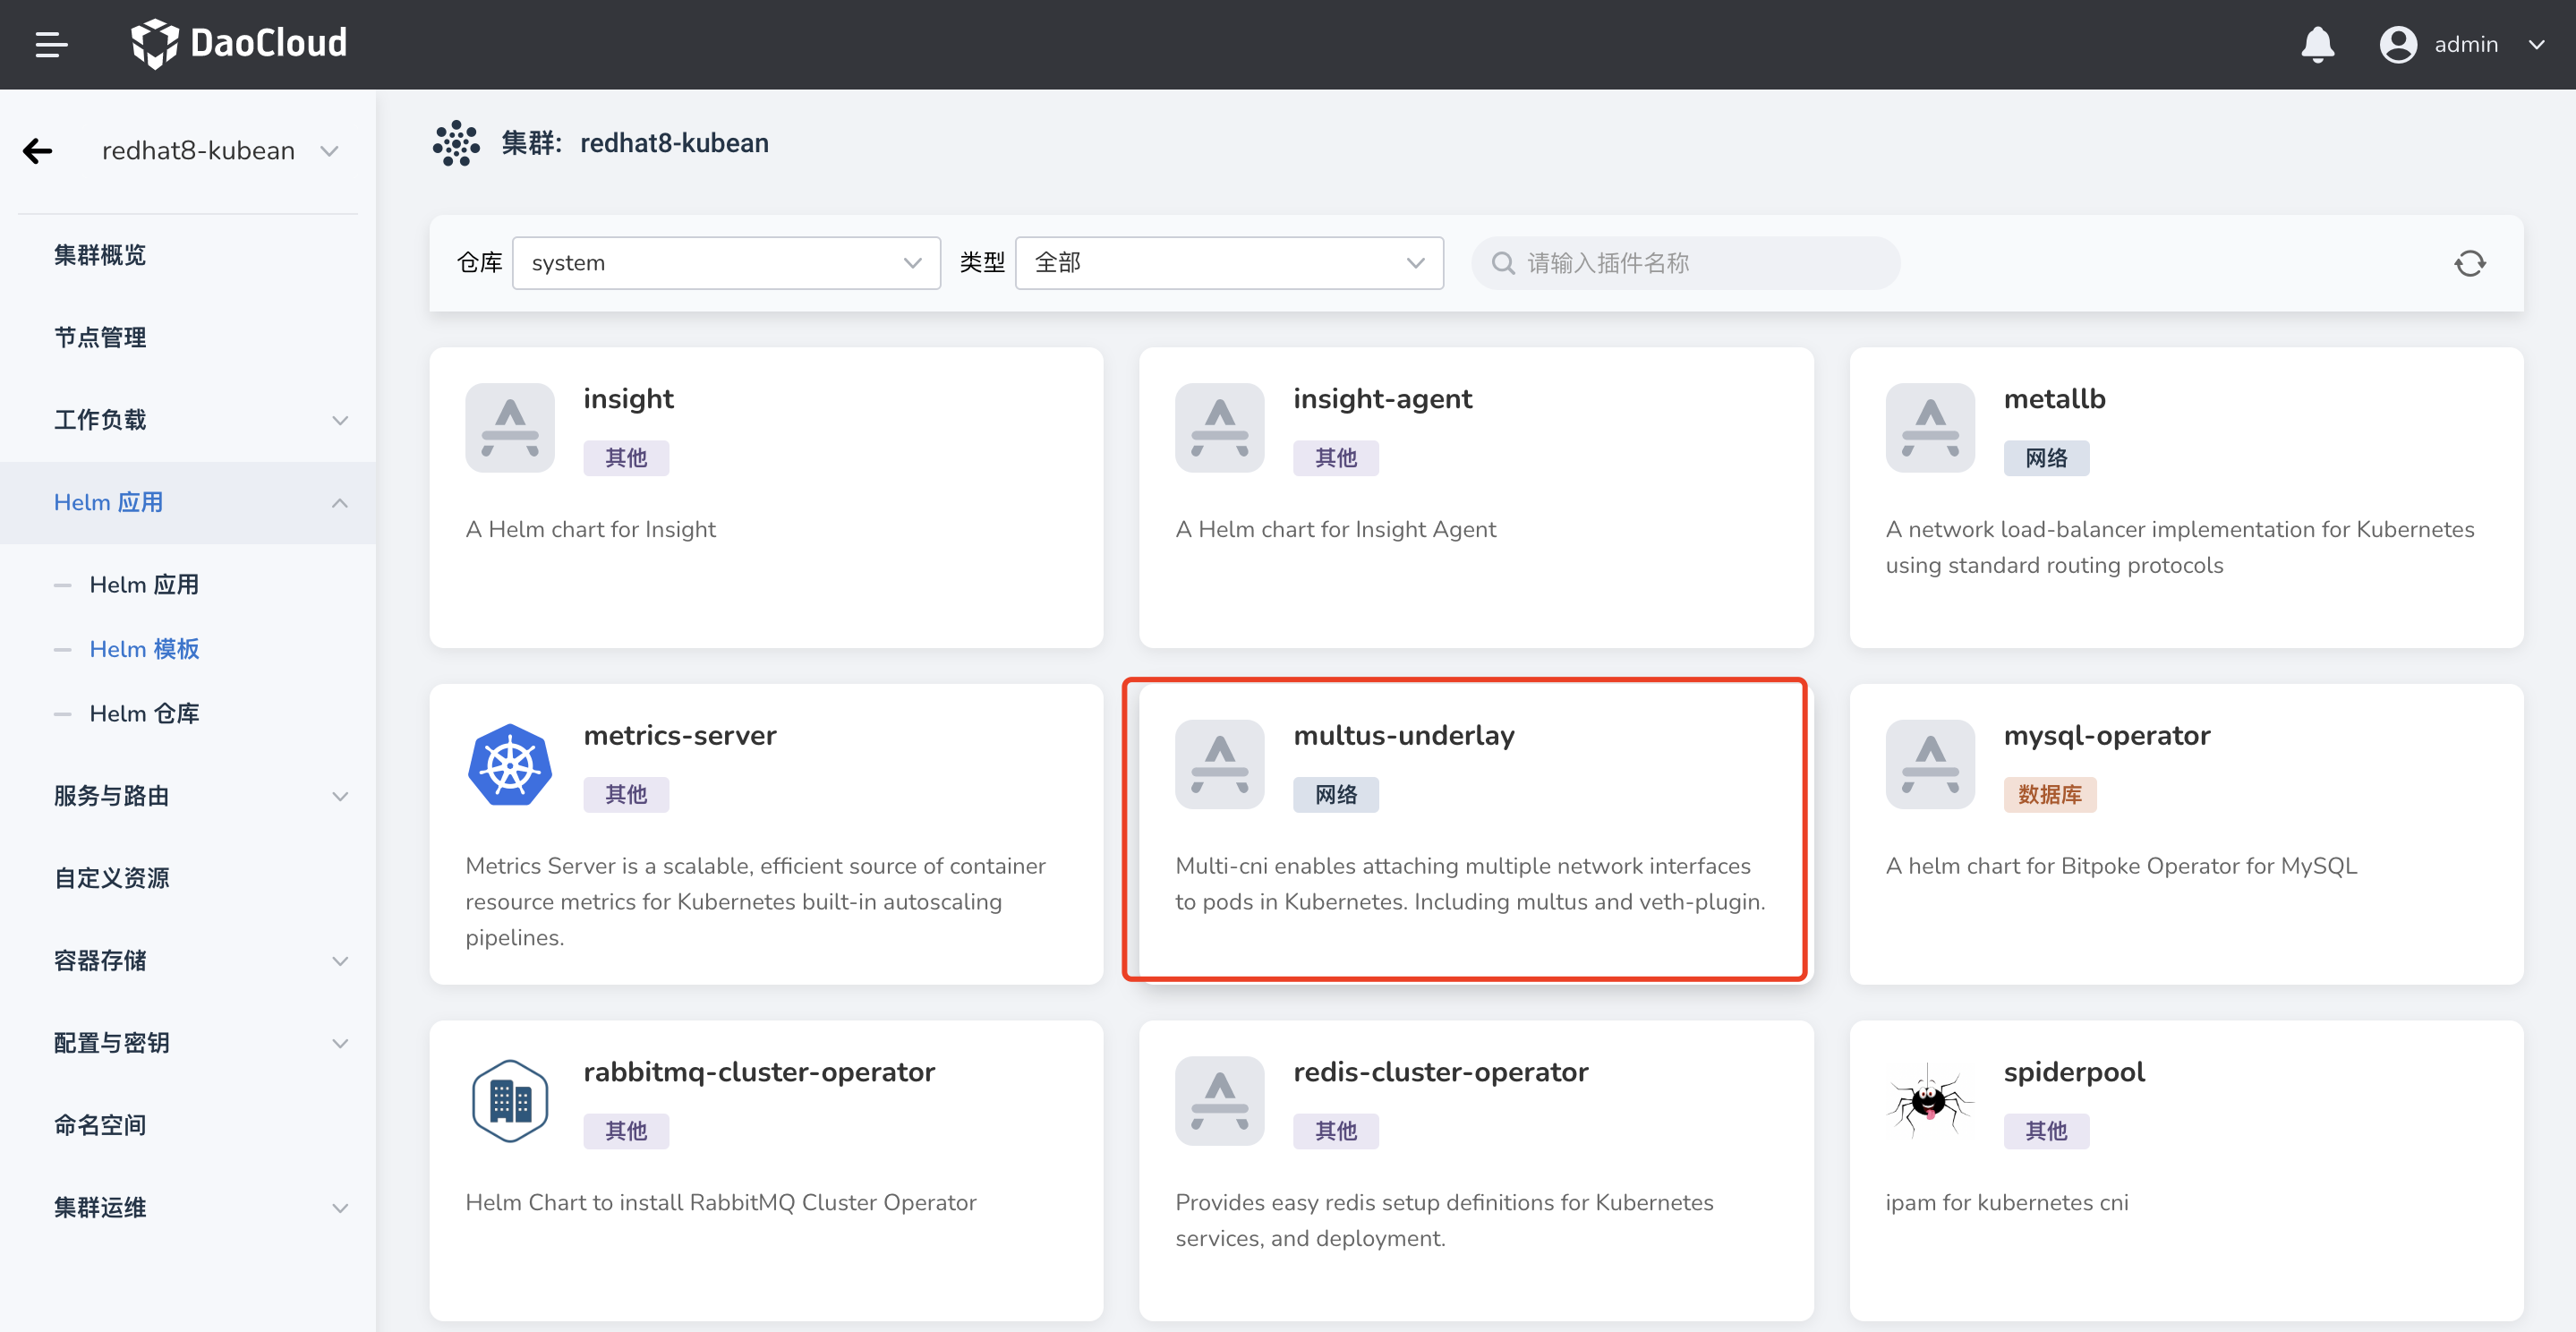 DaoCloud
admin
redhat8-kubean
集群概览
节点管理
工作负载
Helm 应用
Helm 应用
Helm 模板
Helm 仓库
服务与路由
自定义资源
容器存储
配置与密钥
命名空间
集群运维
集群: redhat8-kubean
仓库 system 类型 全部 请输入插件名称
insight
其他
A Helm chart for Insight
insight-agent
其他
A Helm chart for Insight Agent
metallb
网络
A network load-balancer implementation for Kubernetes
using standard routing protocols
metrics-server
其他
Metrics Server is a scalable, efficient source of container
resource metrics for Kubernetes built-in autoscaling
pipelines.
multus-underlay
网络
Multi-cni enables attaching multiple network interfaces
to pods in Kubernetes. Including multus and veth-plugin.
mysql-operator
数据库
A helm chart for Bitpoke Operator for MySQL
rabbitmq-cluster-operator
其他
Helm Chart to install RabbitMQ Cluster Operator
redis-cluster-operator
其他
Provides easy redis setup definitions for Kubernetes
services, and deployment.
spiderpool
其他
ipam for kubernetes cni